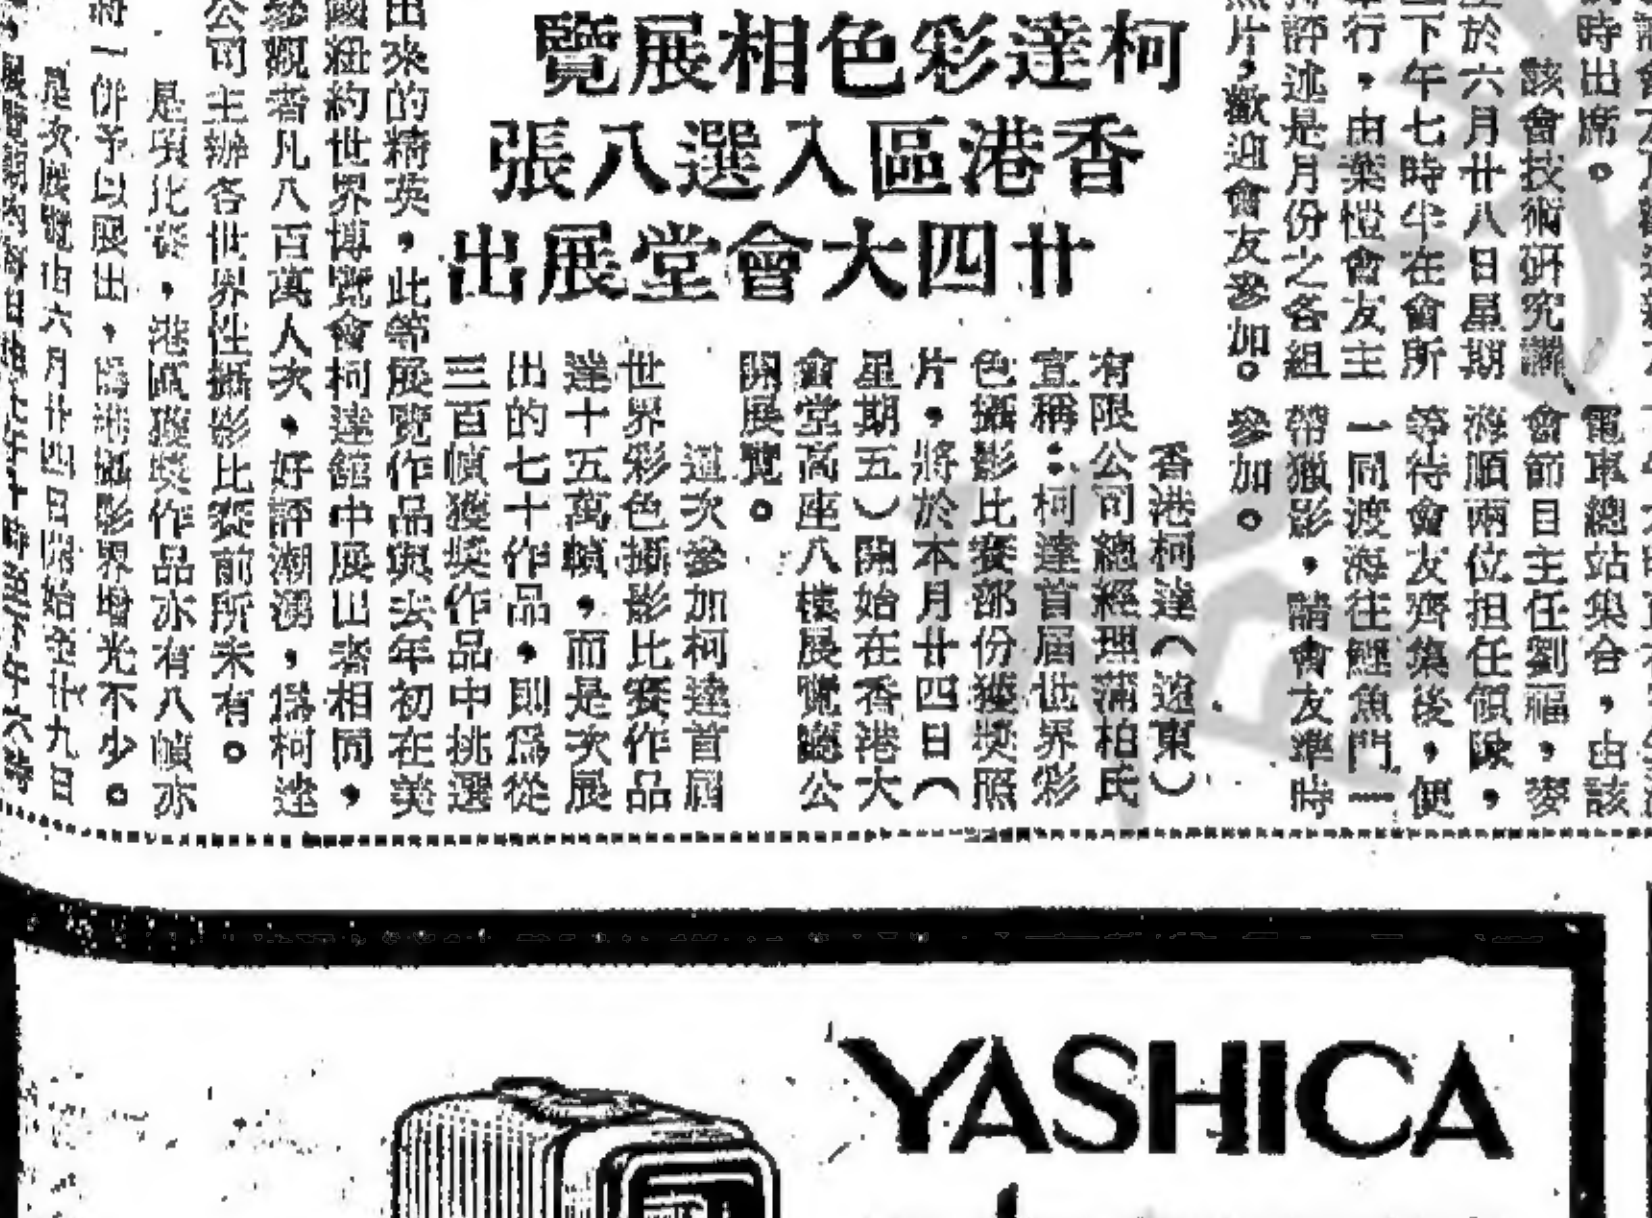 時出席。
該會技術研究講
於六月廿八日星期
下午七時半在會所
行,由葉愷會友主
評述是月份之各組
照片,歡迎會友參加。
電車總站集合,由該
會節目主任劉福,麥
海順兩位担任領隊,
等待會友齊集後,便
一同渡海往鯉魚門一
帶獵影,請會友準時
參加。
柯達彩色相展覽
香港區入選八張
廿四大會堂展出
香港柯達(遠東)
有限公司總經理蒲柏氏
宣稱:柯達首屆世界彩
色攝影比賽部份獲奬照
片,將於本月廿四日(
星期五)開始在香港大
會堂高座八樓展覽廳公
開展覽。
這次參加柯達首屆
世界彩色攝影比賽作品
達十五萬幀,而是次展
出的七十作品,則爲從
三百幀獲奬作品中挑選
出來的精英,此等展覽作品與去年初在美
國紐約世界博覽會柯達館中展出者相同,
參觀者凡八百萬人次,好評潮湧,爲柯達
公司主辦各世界性攝影比賽前所未有。
是項比賽,港區獲奬作品亦有八幀亦
將一併予以展出,爲港攝影界增光不少。
是次展覽由六月廿四日開始至廿九日
YASHICA